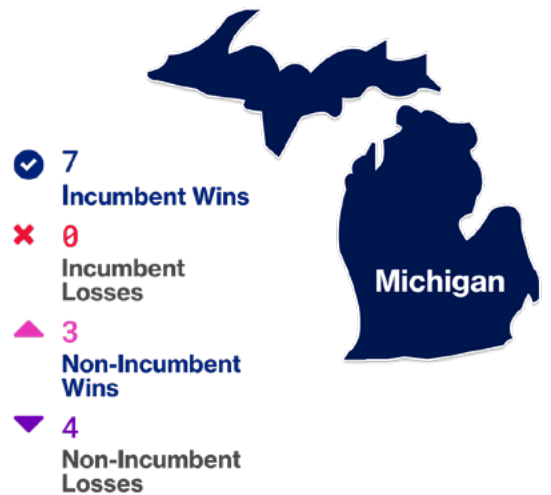 7
Incumbent Wins
0
Incumbent
Losses
3
Non-Incumbent
Wins
4
Non-Incumbent
Losses
Michigan